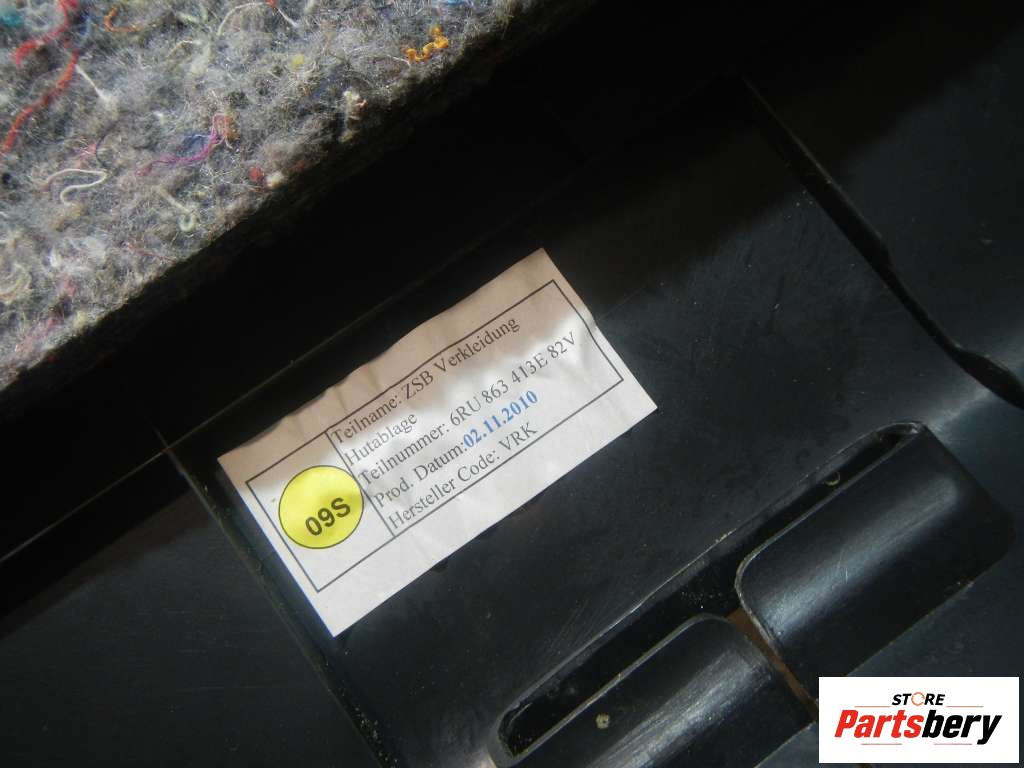 Teilname: ZSB Verkleidung
Hutablage
Teilnummer: 6RU 863 413E 82V
Prod. Datum:02.11.2010
Hersteller Code: VRK
09S
STORE
Partsbery